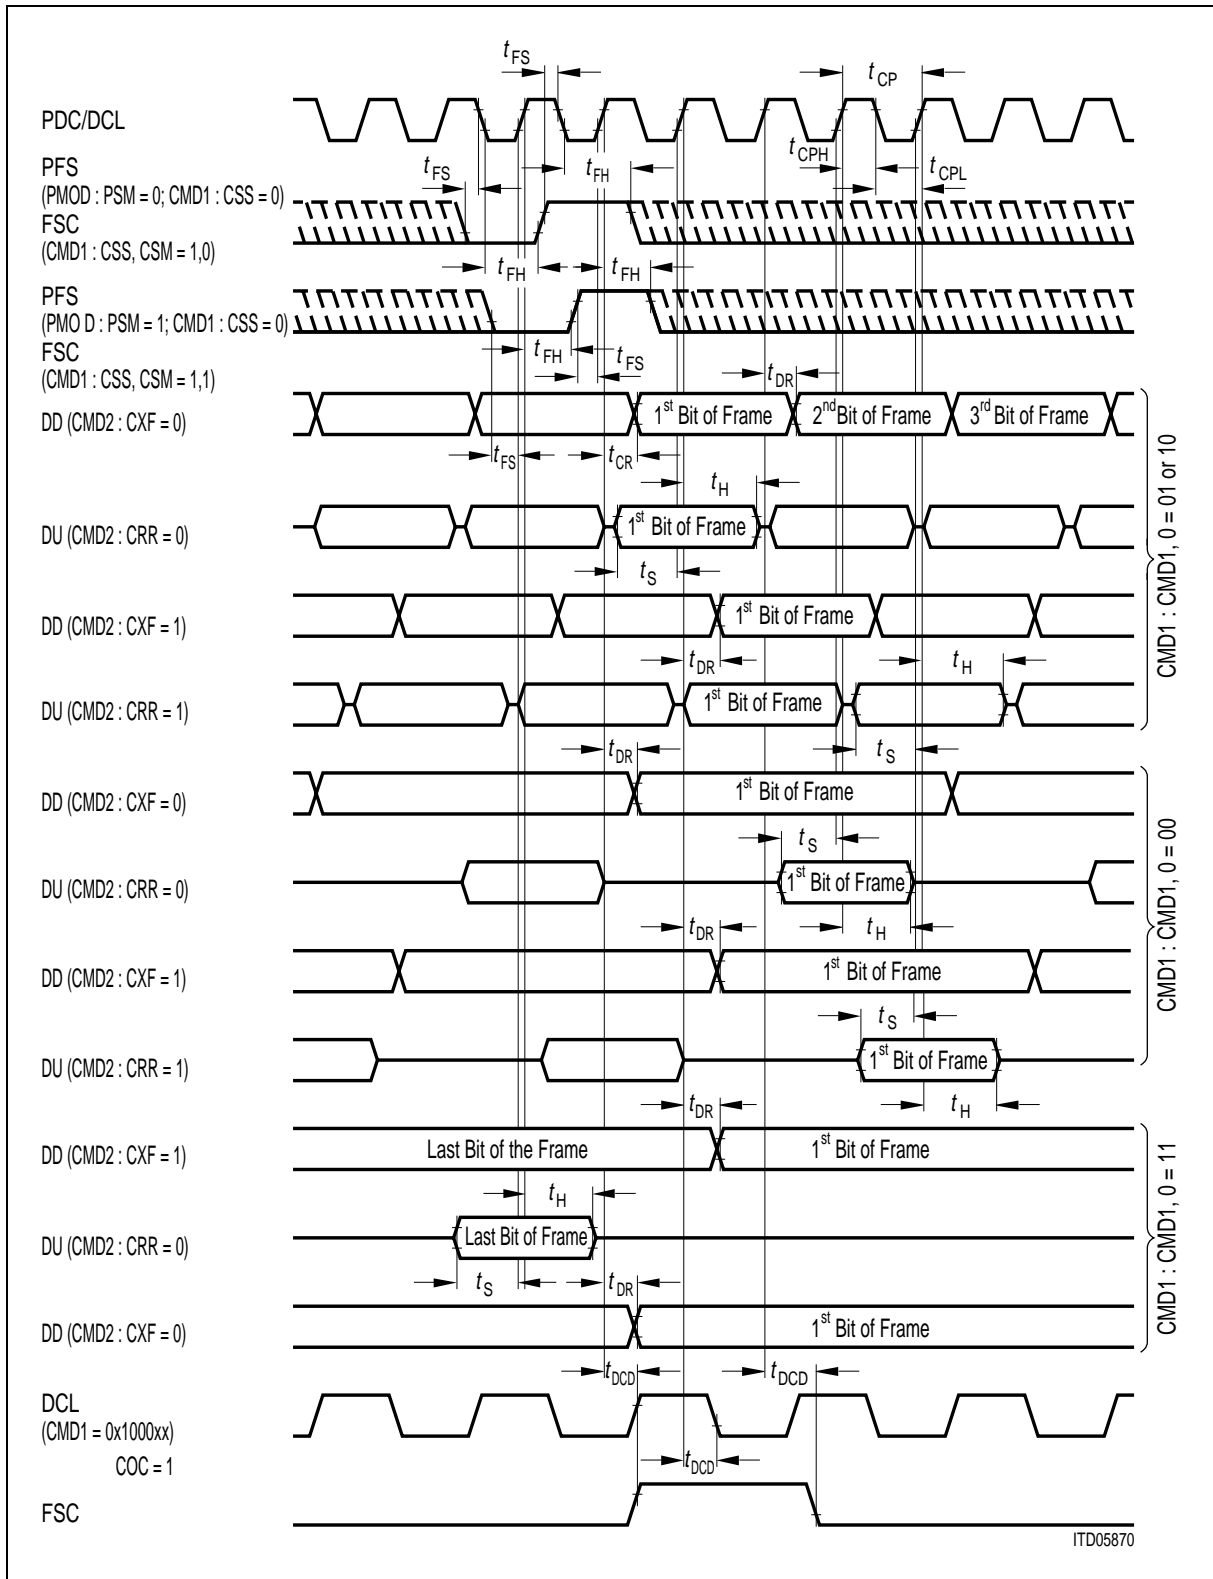 tFS
tCP
PDC/DCL
tCPH
tCPL
PFS
tFS
tFH
(PMOD : PSM = 0; CMD1 : CSS = 0)
FSC
(CMD1 : CSS, CSM = 1,0)
tFH
tFH
PFS
(PMO D : PSM = 1; CMD1 : CSS = 0)
FSC
tFH
tFS
(CMD1 : CSS, CSM = 1,1)
tDR
DD (CMD2 : CXF = 0)
1st Bit of Frame
2nd Bit of Frame
3rd Bit of Frame
tFS
tCR
tH
DU (CMD2 : CRR = 0)
1st Bit of Frame
tS
CMD1 : CMD1, 0 = 01 or 10
DD (CMD2 : CXF = 1)
1st Bit of Frame
tDR
tH
DU (CMD2 : CRR = 1)
1st Bit of Frame
tDR
tS
DD (CMD2 : CXF = 0)
1st Bit of Frame
tS
DU (CMD2 : CRR = 0)
1st Bit of Frame
CMD1 : CMD1, 0 = 00
tDR
tH
DD (CMD2 : CXF = 1)
1st Bit of Frame
tS
DU (CMD2 : CRR = 1)
1st Bit of Frame
tDR
tH
DD (CMD2 : CXF = 1)
Last Bit of the Frame
1st Bit of Frame
tH
DU (CMD2 : CRR = 0)
Last Bit of Frame
CMD1 : CMD1, 0 = 11
tS
tDR
DD (CMD2 : CXF = 0)
1st Bit of Frame
tDCD
tDCD
DCL
(CMD1 = 0x1000xx)
COC = 1
tDCD
FSC
ITD05870